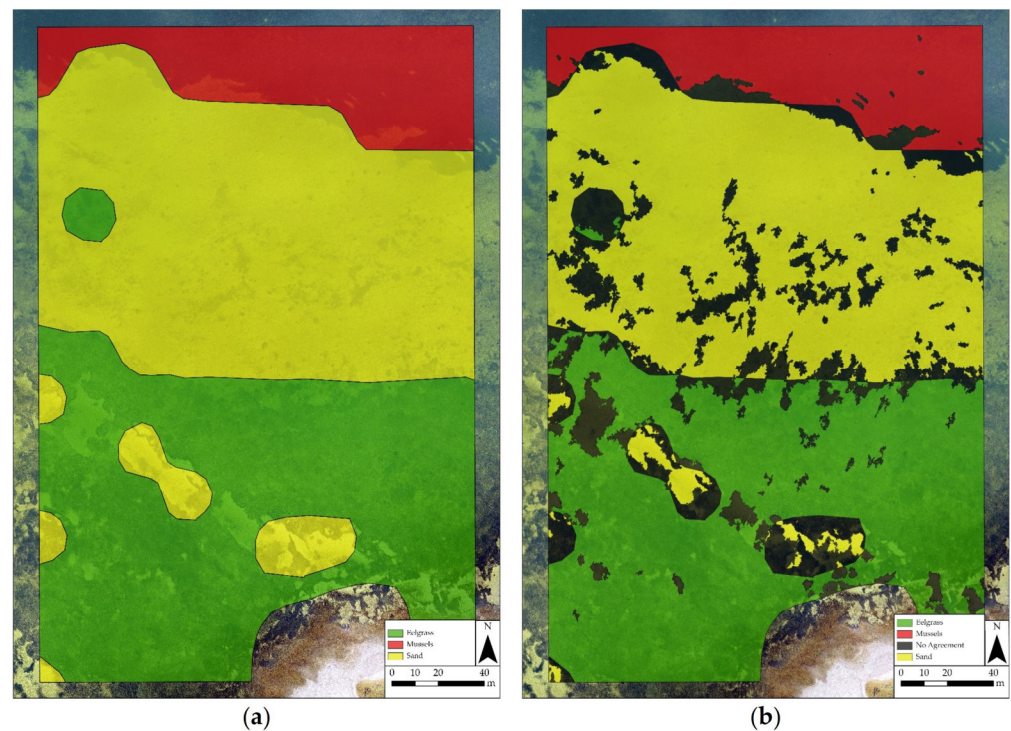 Eelgrass
Mussels
Sand
N
0 10 20 40
m
Eelgrass
Mussels
No Agreement
Sand
N
0 10 20 40
m
(a)
(b)